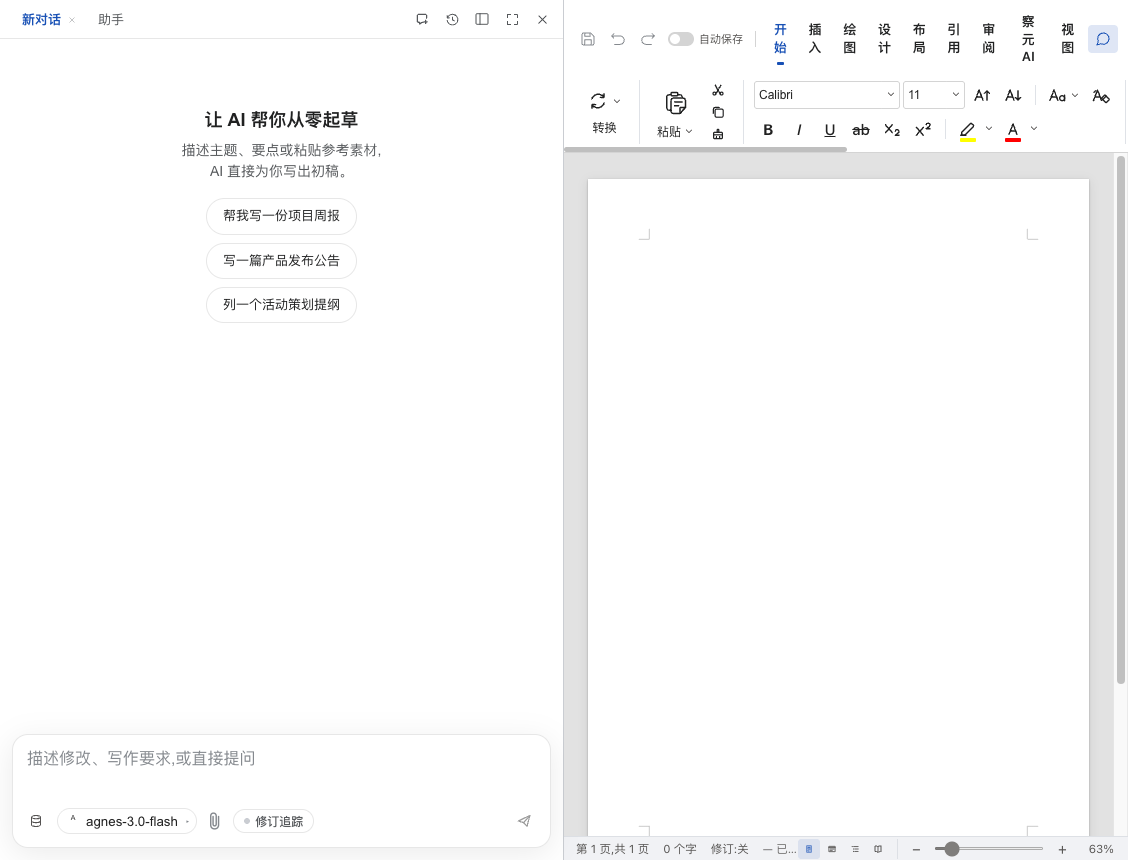 新对话 × 助手
让 AI 帮你从零起草
描述主题、要点或粘贴参考素材,
AI 直接为你写出初稿。
帮我写一份项目周报
写一篇产品发布公告
列一个活动策划提纲
描述修改、写作要求,或直接提问
A agnes-3.0-flash
修订追踪
自动保存
开始
插入
绘图
设计
布局
引用
审阅
察元 AI
视图
转换
粘贴
Calibri
11
B I U ab X₂ X²
第 1 页,共 1 页 0 个字 修订:关 — 已... 63%